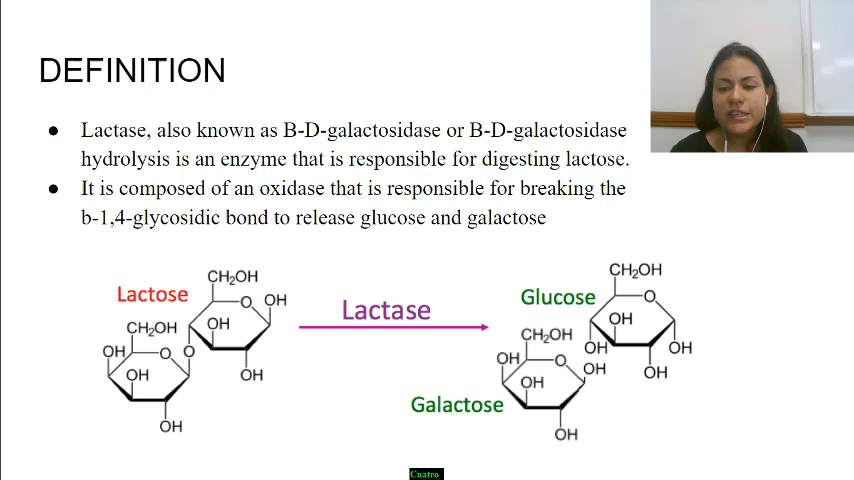 DEFINITION
● Lactase, also known as B-D-galactosidase or B-D-galactosidase
hydrolysis is an enzyme that is responsible for digesting lactose.
● It is composed of an oxidase that is responsible for breaking the
b-1,4-glycosidic bond to release glucose and galactose
Lactose
CH₂OH
O
OH
OH
OH
CH₂OH
OH
O
O
OH
OH
Lactase
Glucose
CH₂OH
O
OH
OH
OH
OH
Galactose
CH₂OH
OH
O
OH
OH
OH
Cuatro